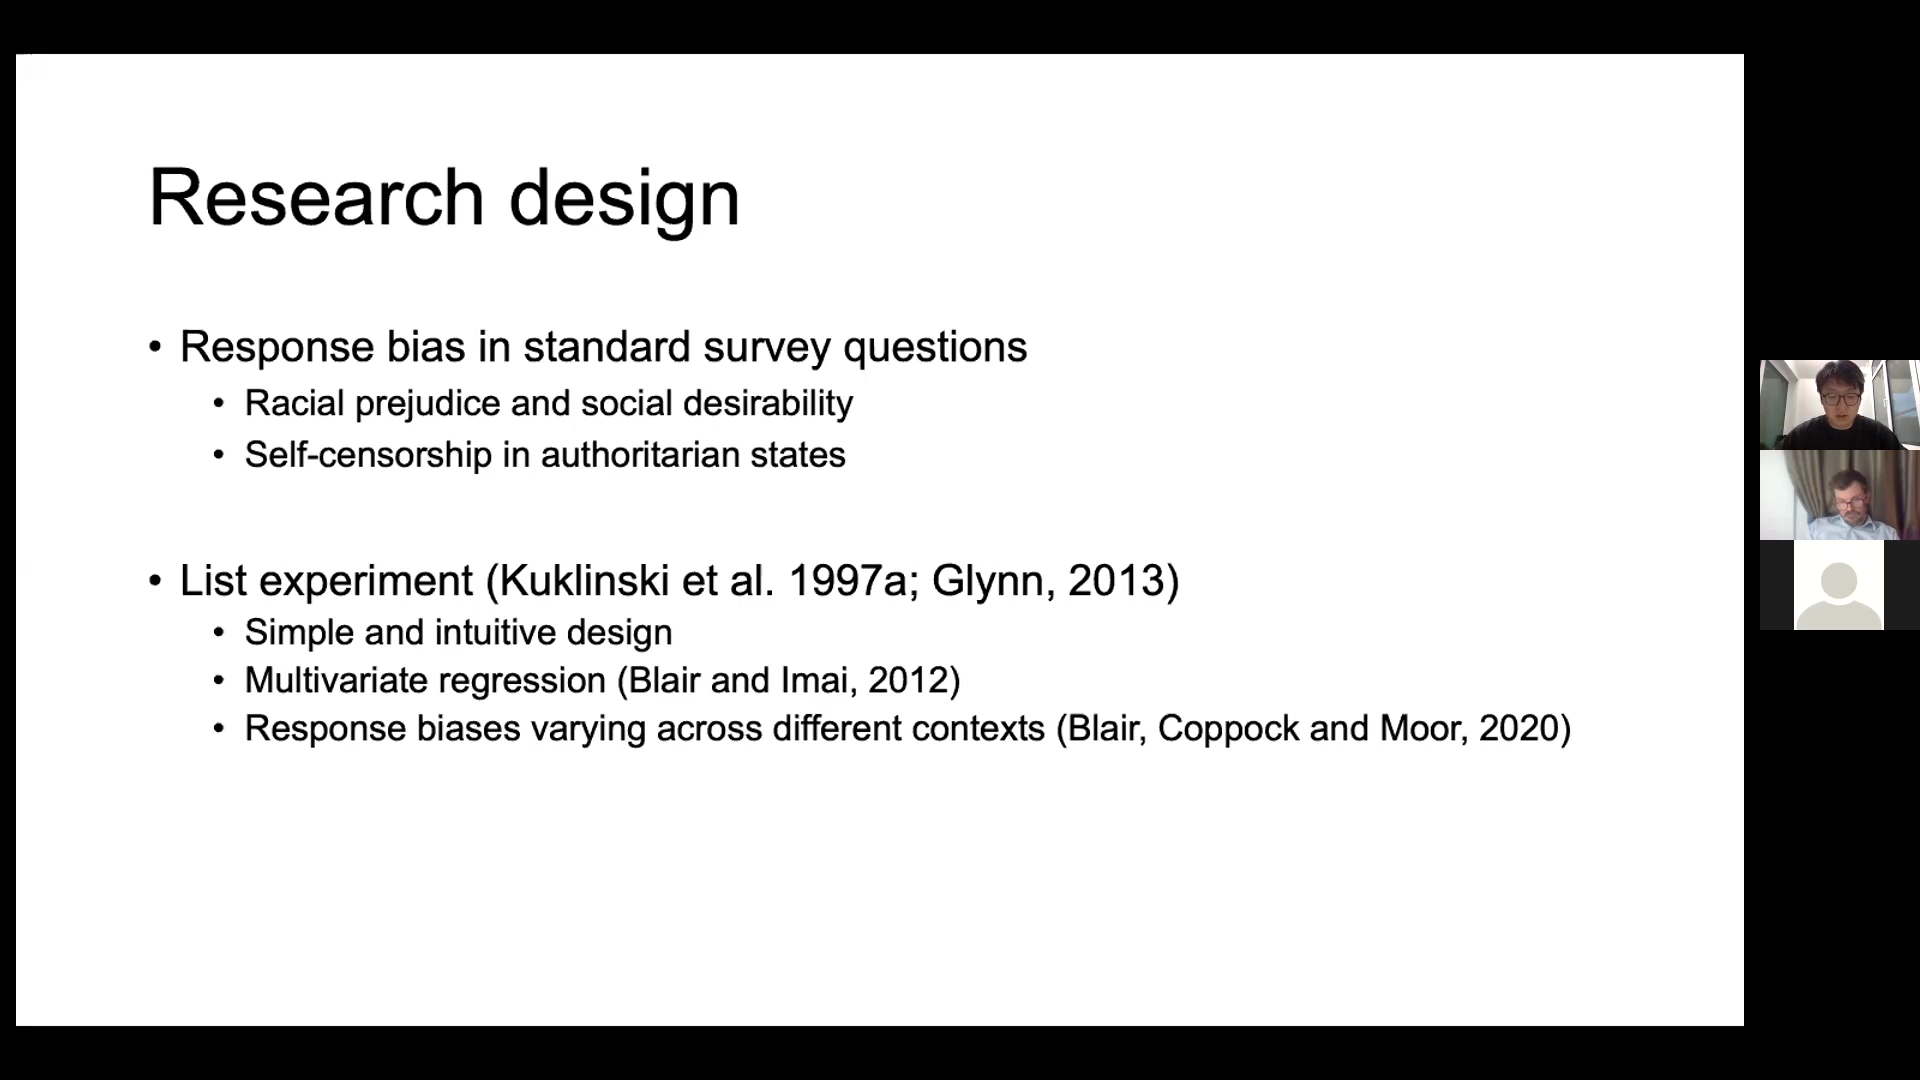 Research design
• Response bias in standard survey questions
• Racial prejudice and social desirability
• Self-censorship in authoritarian states
• List experiment (Kuklinski et al. 1997a; Glynn, 2013)
• Simple and intuitive design
• Multivariate regression (Blair and Imai, 2012)
• Response biases varying across different contexts (Blair, Coppock and Moor, 2020)